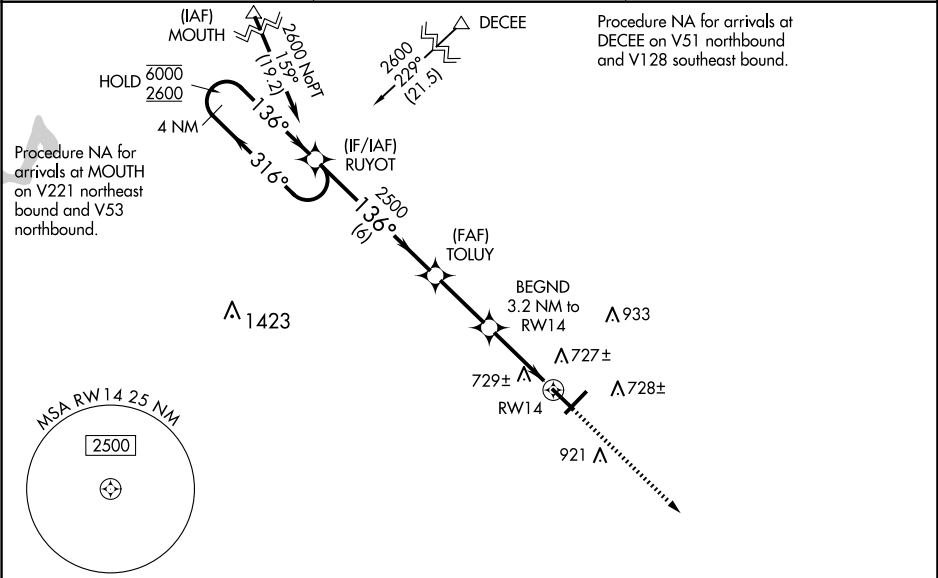 (IAF)
MOUTH
2600 NoPT
159°
(19.2)
DECEE
2600
229°
(21.5)
Procedure NA for arrivals at
DECEE on V51 northbound
and V128 southeast bound.
HOLD 6000
2600
4 NM
136°
316°
(IF/IAF)
RUYOT
Procedure NA for
arrivals at MOUTH
on V221 northeast
bound and V53
northbound.
2500
136°
(6)
(FAF)
TOLUY
BEGND
3.2 NM to
RW14
1423
933
727±
729±
728±
RW14
921
MSA RW14 25 NM
2500